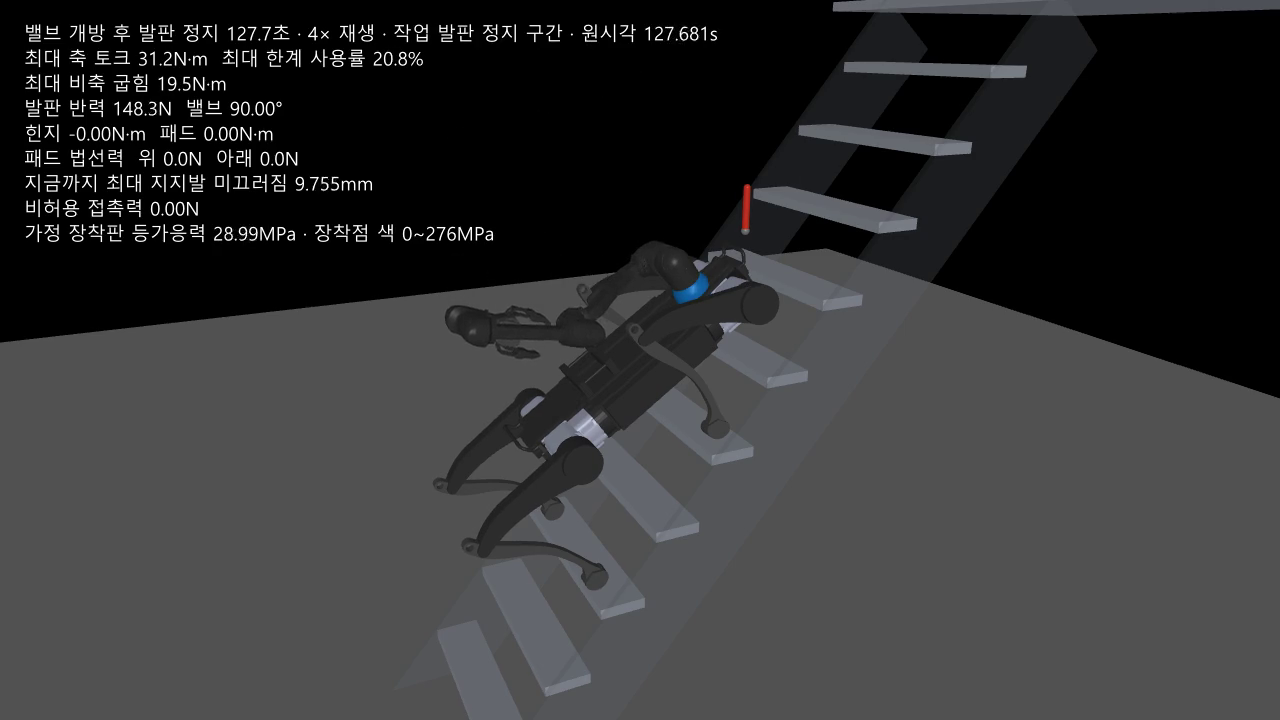 밸브 개방 후 발판 정지 127.7초 · 4× 재생 · 작업 발판 정지 구간 · 원시각 127.681s
최대 축 토크 31.2N·m 최대 한계 사용률 20.8%
최대 비축 굽힘 19.5N·m
발판 반력 148.3N 밸브 90.00°
힌지 -0.00N·m 패드 0.00N·m
패드 법선력 위 0.0N 아래 0.0N
지금까지 최대 지지발 미끄러짐 9.755mm
비허용 접촉력 0.00N
가정 장착판 등가응력 28.99MPa · 장착점 색 0~276MPa